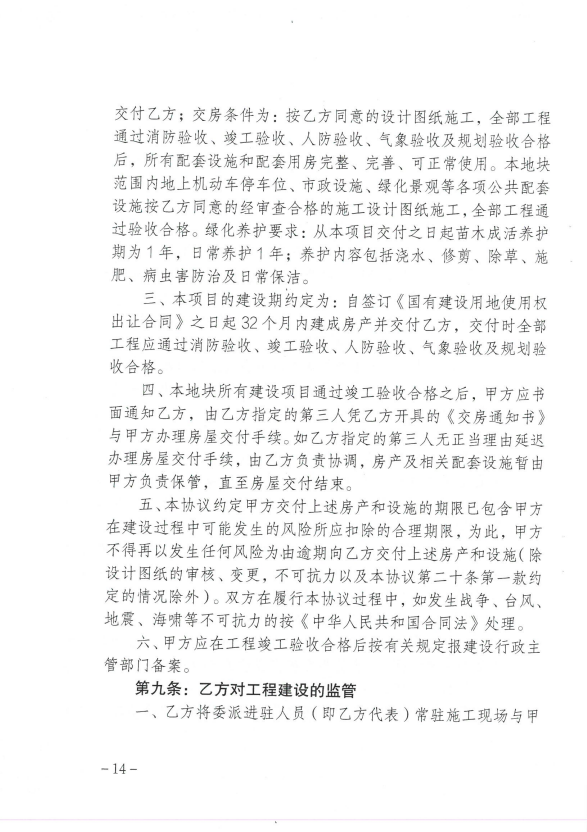 交付乙方；交房条件为：按乙方同意的设计图纸施工，全部工程
通过消防验收、竣工验收、人防验收、气象验收及规划验收合格
后，所有配套设施和配套用房完整、完善、可正常使用。本地块
范围内地上机动车停车位、市政设施、绿化景观等各项公共配套
设施按乙方同意的经审查合格的施工设计图纸施工，全部工程通
过验收合格。绿化养护要求：从本项目交付之日起苗木成活养护
期为1年，日常养护1年；养护内容包括浇水、修剪、除草、施
肥、病虫害防治及日常保洁。
三、本项目的建设期约定为：自签订《国有建设用地使用权
出让合同》之日起32个月内建成房产并交付乙方，交付时全部
工程应通过消防验收、竣工验收、人防验收、气象验收及规划验
收合格。
四、本地块所有建设项目通过竣工验收合格之后，甲方应书
面通知乙方，由乙方指定的第三人凭乙方开具的《交房通知书》
与甲方办理房屋交付手续。如乙方指定的第三人无正当理由延迟
办理房屋交付手续，由乙方负责协调，房产及相关配套设施暂由
甲方负责保管，直至房屋交付结束。
五、本协议约定甲方交付上述房产和设施的期限已包含甲方
在建设过程中可能发生的风险所应扣除的合理期限，为此，甲方
不得再以发生任何风险为由逾期向乙方交付上述房产和设施（除
设计图纸的审核、变更，不可抗力以及本协议第二十条第一款约
定的情况除外）。双方在履行本协议过程中，如发生战争、台风、
地震、海啸等不可抗力的按《中华人民共和国合同法》处理。
六、甲方应在工程竣工验收合格后按有关规定报建设行政主
管部门备案。
第九条：乙方对工程建设的监管
一、乙方将委派进驻人员（即乙方代表）常驻施工现场与甲
-14-